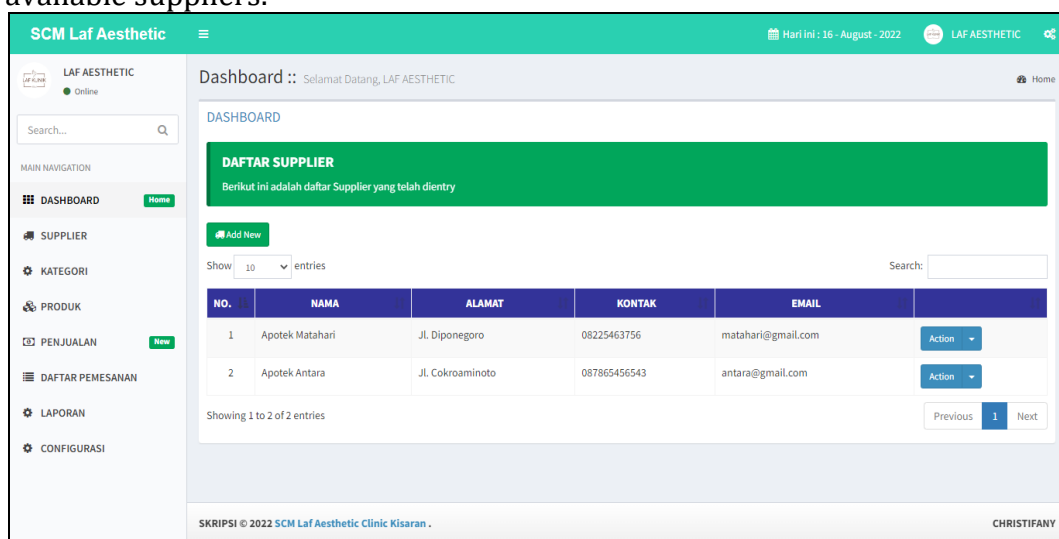 available suppliers.
SCM Laf Aesthetic
Hari ini : 16 - August - 2022
LAF AESTHETIC
LAF AESTHETIC
Online
Dashboard :: Selamat Datang, LAF AESTHETIC
Home
Search...
DASHBOARD
MAIN NAVIGATION
DASHBOARD Home
SUPPLIER
KATEGORI
PRODUK
PENJUALAN New
DAFTAR PEMESANAN
LAPORAN
CONFIGURASI
DAFTAR SUPPLIER
Berikut ini adalah daftar Supplier yang telah dientry
Add New
Show 10 entries
Search:
NO. NAMA ALAMAT KONTAK EMAIL
1 Apotek Matahari Jl. Diponegoro 08225463756 matahari@gmail.com Action
2 Apotek Antara Jl. Cokroaminoto 087865456543 antara@gmail.com Action
Showing 1 to 2 of 2 entries
Previous 1 Next
SKRIPSI © 2022 SCM Laf Aesthetic Clinic Kisaran .
CHRISTIFANY